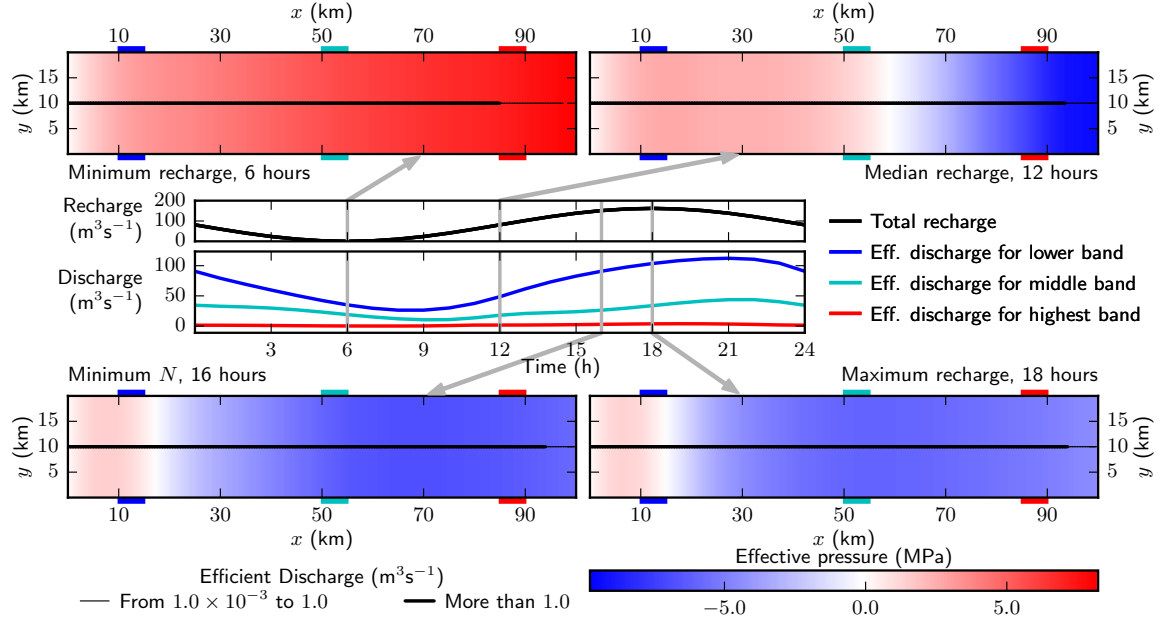 x (km)
x (km)
10 30 50 70 90
10 30 50 70 90
y (km)
15
10
5
15
10
5
y (km)
Minimum recharge, 6 hours
Median recharge, 12 hours
Recharge
(m³s⁻¹)
200
100
0
Discharge
(m³s⁻¹)
100
50
0
3 6 9 12 15 18 21 24
Time (h)
Total recharge
Eff. discharge for lower band
Eff. discharge for middle band
Eff. discharge for highest band
Minimum N, 16 hours
Maximum recharge, 18 hours
y (km)
15
10
5
15
10
5
y (km)
10 30 50 70 90
10 30 50 70 90
x (km)
x (km)
Efficient Discharge (m³s⁻¹)
From 1.0 × 10⁻³ to 1.0
More than 1.0
Effective pressure (MPa)
−5.0 0.0 5.0